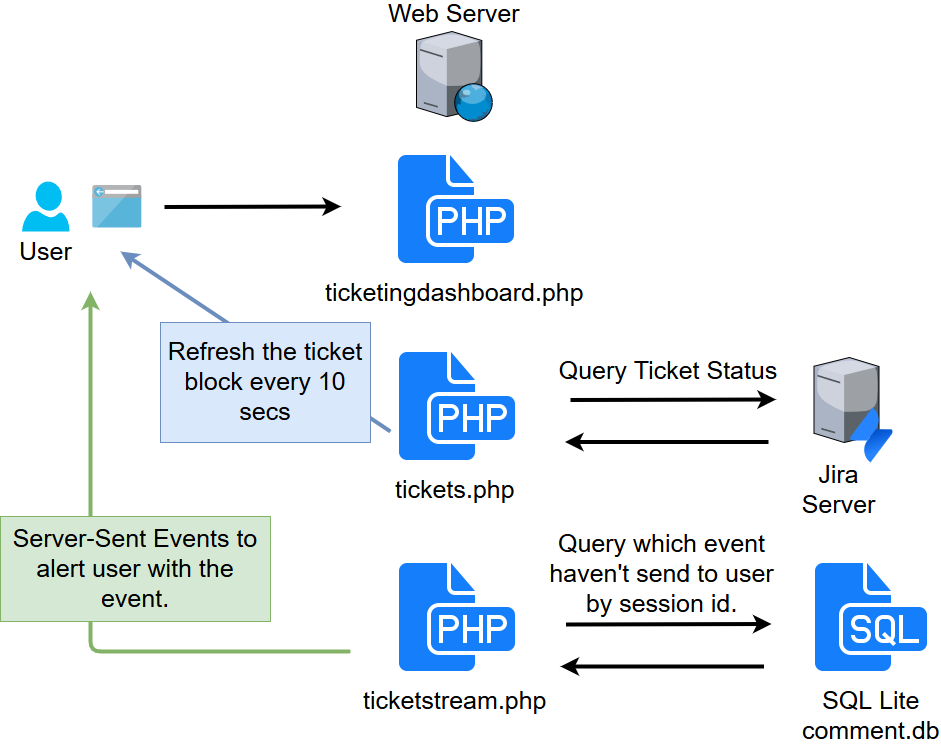 Web Server
PHP
User
ticketingdashboard.php
Refresh the ticket
block every 10
secs
PHP
tickets.php
Query Ticket Status
Jira
Server
Server-Sent Events to
alert user with the
event.
PHP
ticketstream.php
Query which event
haven't send to user
by session id.
SQL
SQL Lite
comment.db